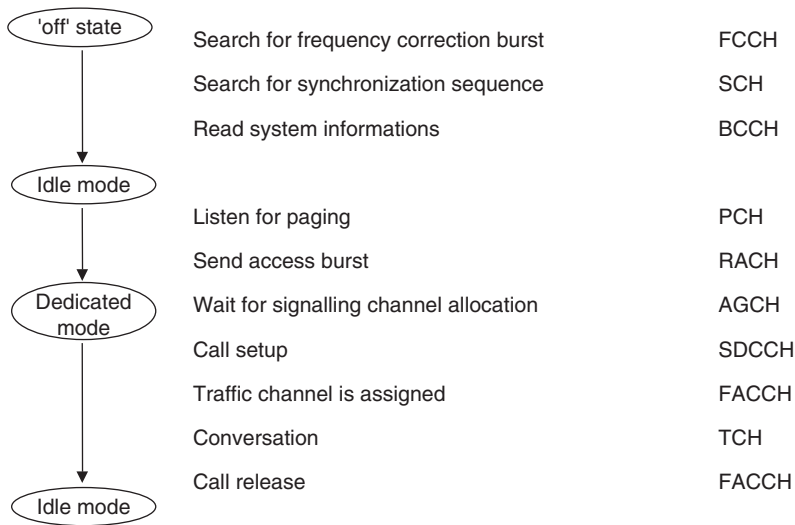 'off' state
Search for frequency correction burst FCCH
Search for synchronization sequence SCH
Read system informations BCCH
Idle mode
Listen for paging PCH
Send access burst RACH
Dedicated
mode
Wait for signalling channel allocation AGCH
Call setup SDCCH
Traffic channel is assigned FACCH
Conversation TCH
Call release FACCH
Idle mode